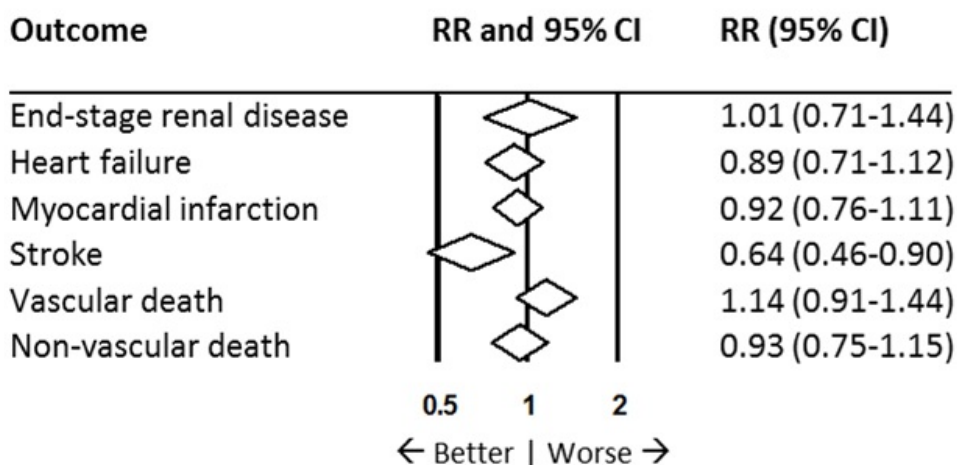 Outcome RR and 95% CI RR (95% CI)
End-stage renal disease 1.01 (0.71-1.44)
Heart failure 0.89 (0.71-1.12)
Myocardial infarction 0.92 (0.76-1.11)
Stroke 0.64 (0.46-0.90)
Vascular death 1.14 (0.91-1.44)
Non-vascular death 0.93 (0.75-1.15)
0.5 1 2
← Better | Worse →